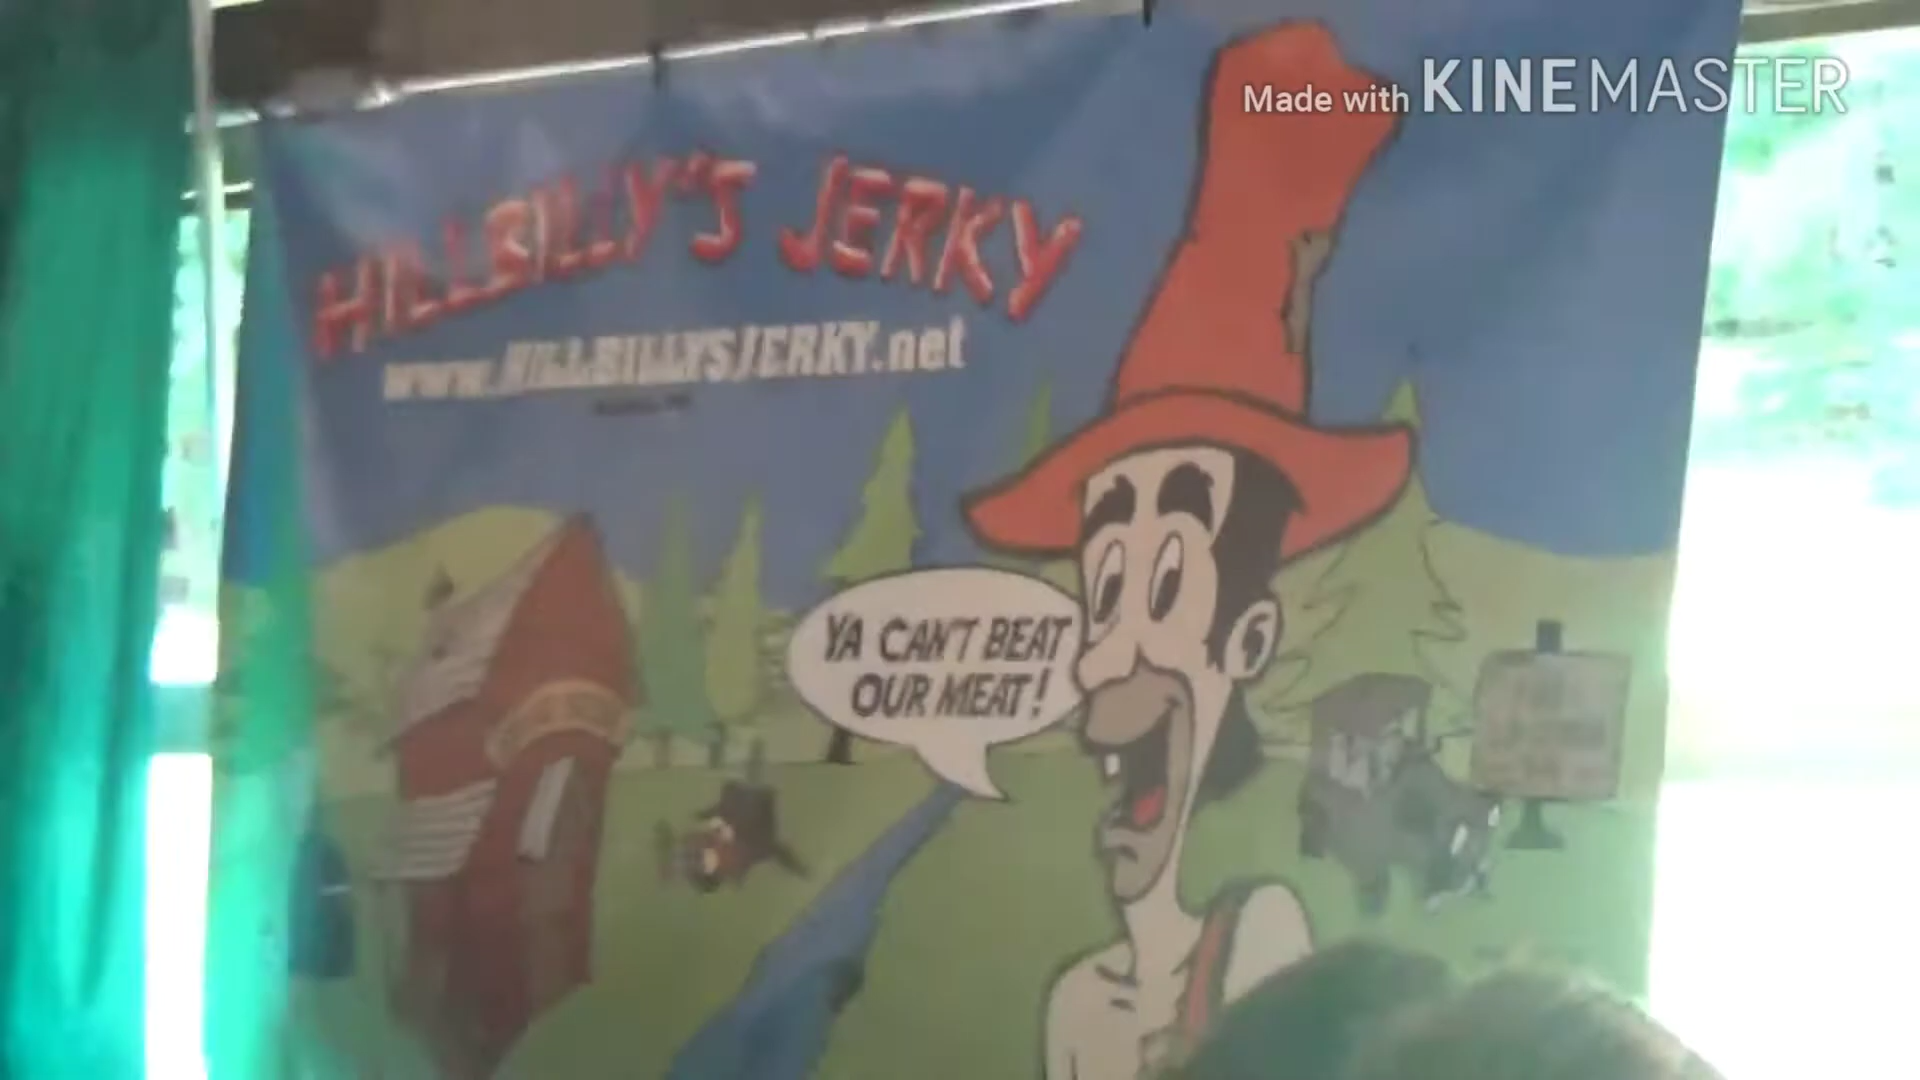 Made with KINEMASTER
HILLBILLY'S JERKY
www.HILLBILLYSJERKY.net
YA CAN'T BEAT
OUR MEAT!